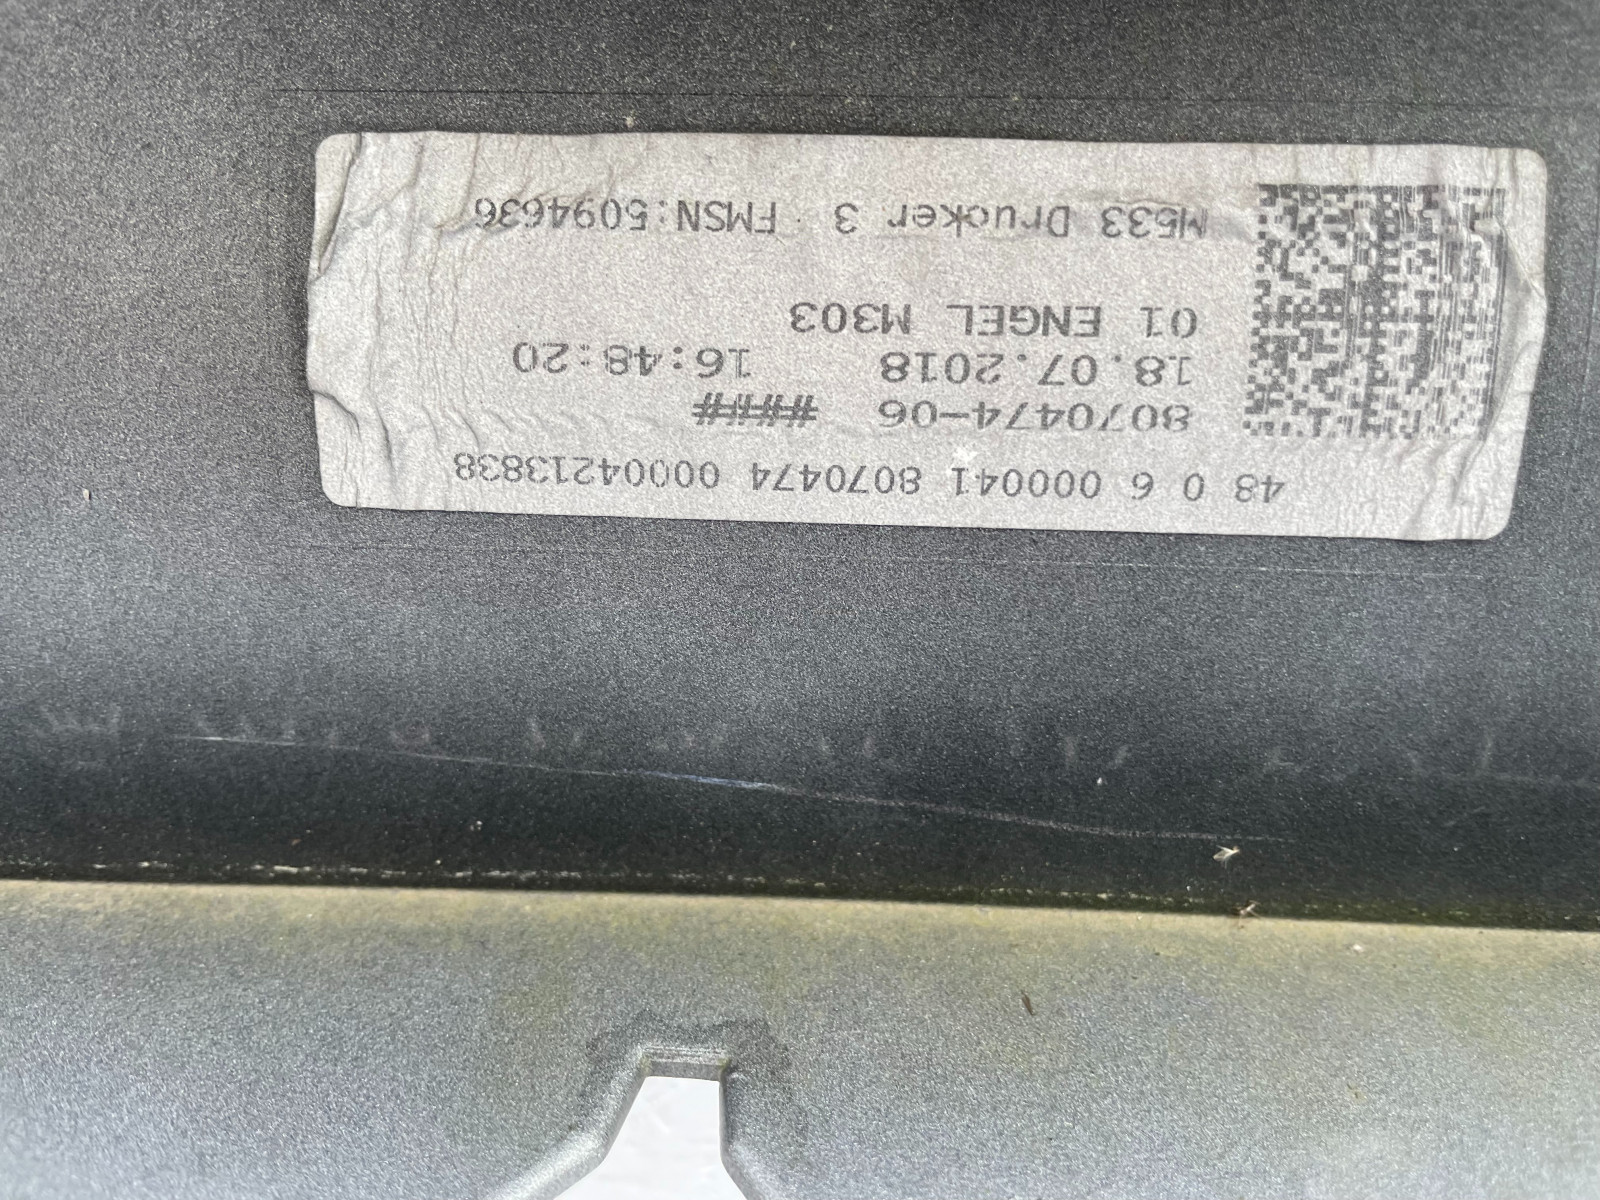 48 0 6 000041 8070474 00004213838
8070474-06 ####
18.07.2018 16:48:20
01 ENGEL M303
M533 Drucker 3 FMSN:5094636